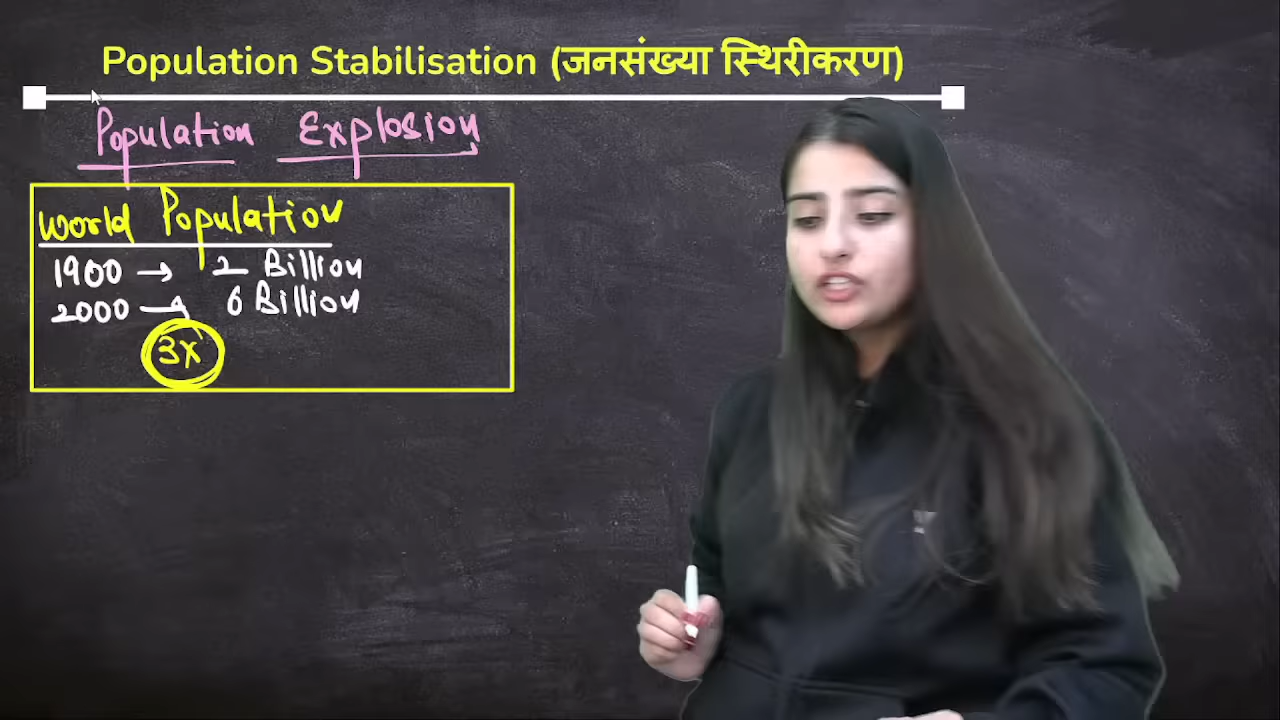 Population Stabilisation (जनसंख्या स्थिरीकरण)
Population Explosion
World Population
1900 → 2 Billion
2000 → 6 Billion
3x